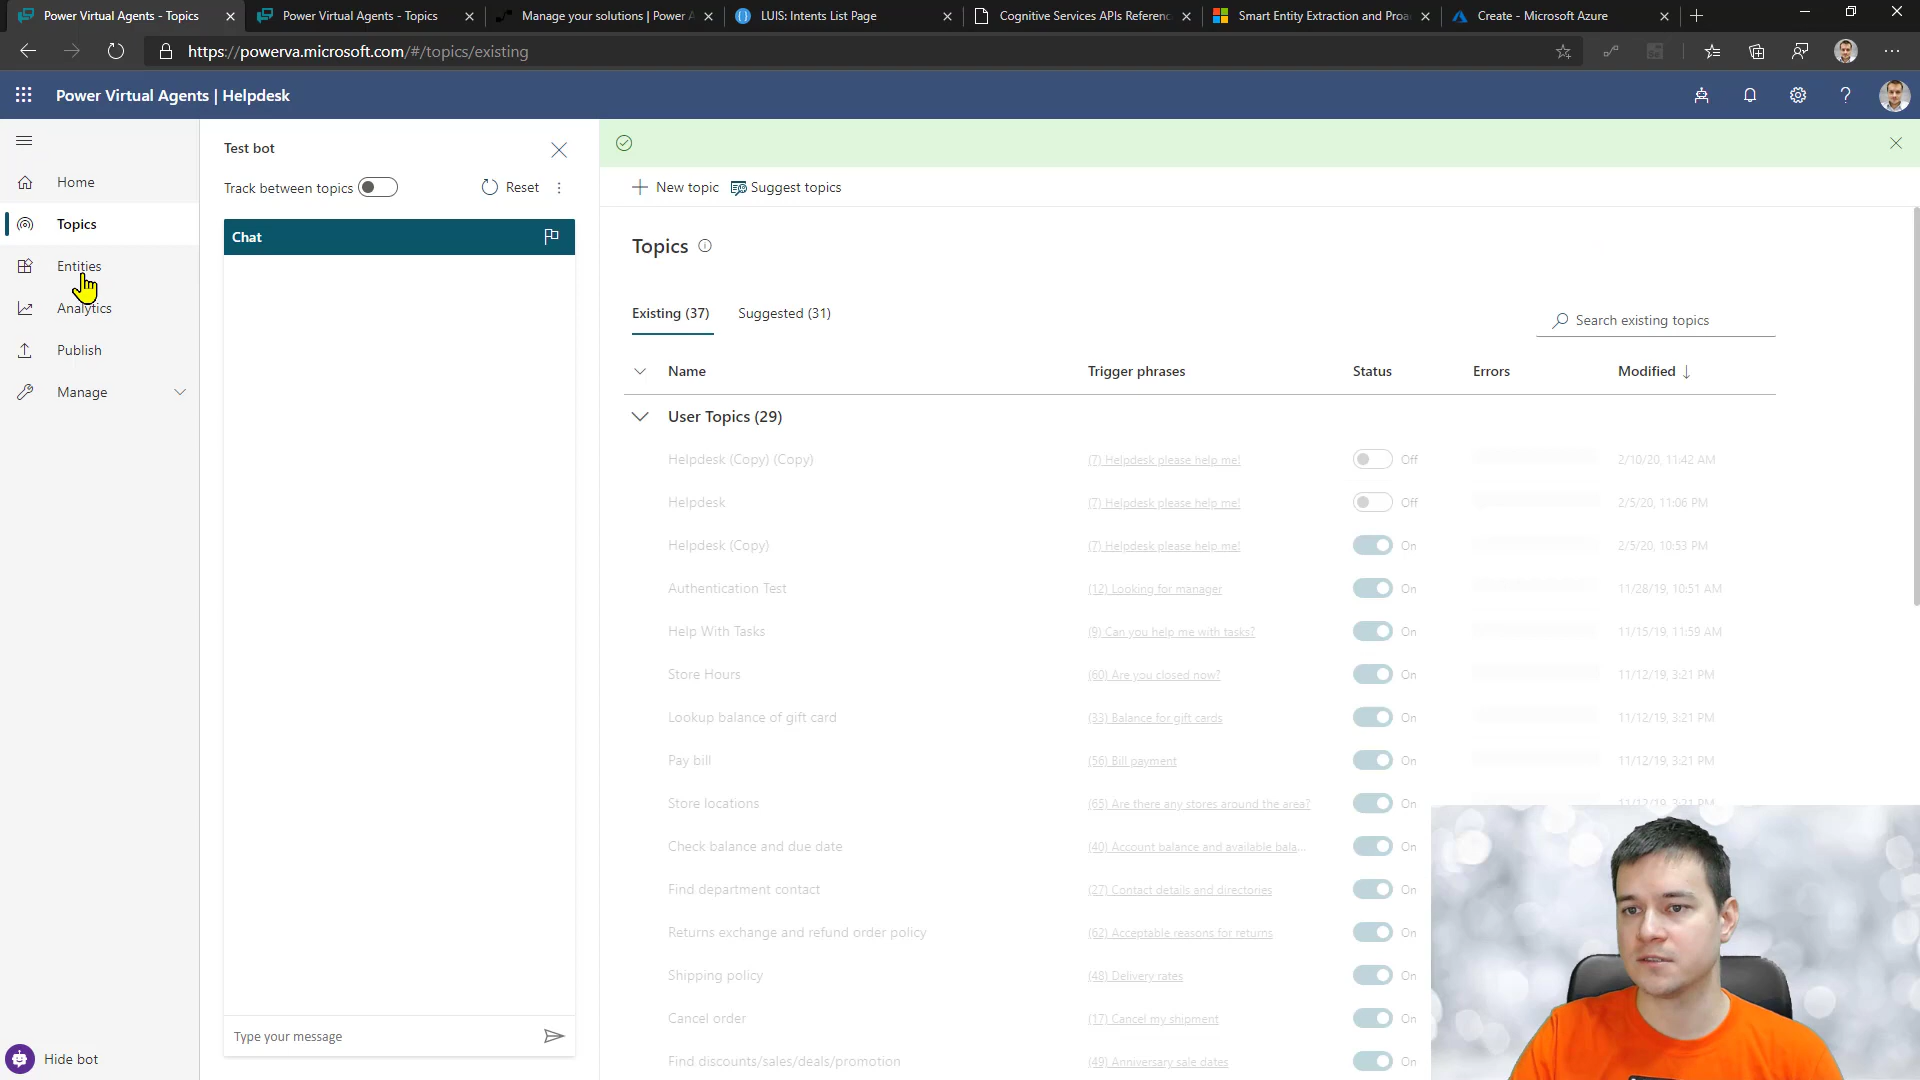 Power Virtual Agents - Topics
Power Virtual Agents - Topics
Manage your solutions | Power A
LUIS: Intents List Page
Cognitive Services APIs Referenc
Smart Entity Extraction and Proa
Create - Microsoft Azure
https://powerva.microsoft.com/#/topics/existing
Power Virtual Agents | Helpdesk
Home
Topics
Entities
Analytics
Publish
Manage
Hide bot
Test bot
Track between topics
Reset
Chat
Type your message
New topic
Suggest topics
Topics
Existing (37)
Suggested (31)
Search existing topics
Name Trigger phrases Status Errors Modified
User Topics (29)
Helpdesk (Copy) (Copy) (7) Helpdesk please help me! Off 2/10/20, 11:42 AM
Helpdesk (7) Helpdesk please help me! Off 2/5/20, 11:06 PM
Helpdesk (Copy) (7) Helpdesk please help me! On 2/5/20, 10:53 PM
Authentication Test (12) Looking for manager On 11/28/19, 10:51 AM
Help With Tasks (9) Can you help me with tasks? On 11/15/19, 11:59 AM
Store Hours (60) Are you closed now? On 11/12/19, 3:21 PM
Lookup balance of gift card (33) Balance for gift cards On 11/12/19, 3:21 PM
Pay bill (56) Bill payment On 11/12/19, 3:21 PM
Store locations (65) Are there any stores around the area? On 11/12/19, 3:21 PM
Check balance and due date (40) Account balance and available bala... On
Find department contact (27) Contact details and directories On
Returns exchange and refund order policy (62) Acceptable reasons for returns On
Shipping policy (48) Delivery rates On
Cancel order (17) Cancel my shipment On
Find discounts/sales/deals/promotion (49) Anniversary sale dates On